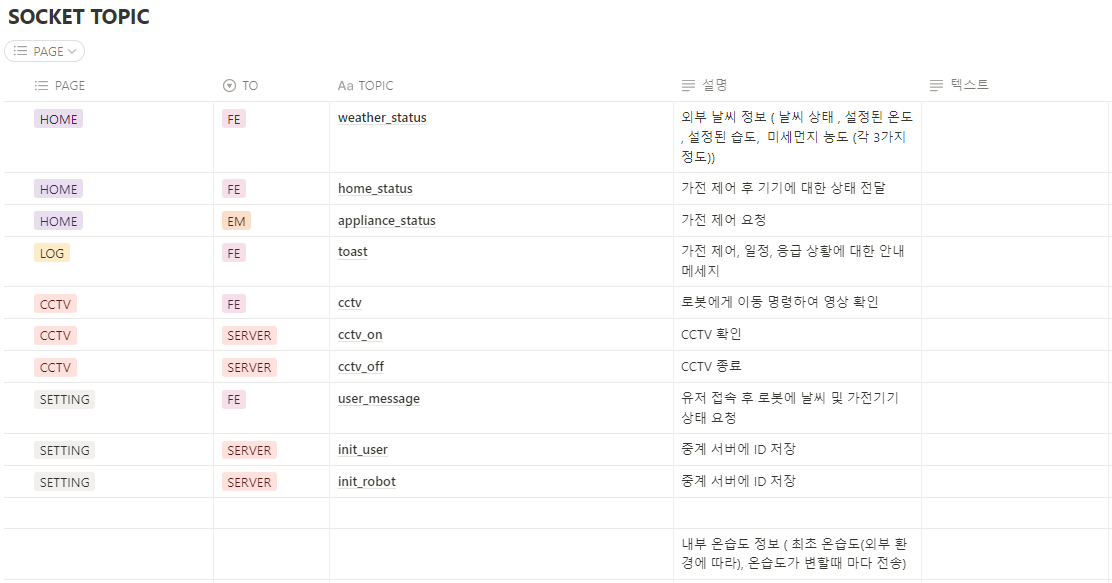 SOCKET TOPIC
PAGE
PAGE TO Aa TOPIC 설명 텍스트
HOME FE weather_status 외부 날씨 정보 ( 날씨 상태 , 설정된 온도
, 설정된 습도, 미세먼지 농도 (각 3가지
정도))
HOME FE home_status 가전 제어 후 기기에 대한 상태 전달
HOME EM appliance_status 가전 제어 요청
LOG FE toast 가전 제어, 일정, 응급 상황에 대한 안내
메세지
CCTV FE cctv 로봇에게 이동 명령하여 영상 확인
CCTV SERVER cctv_on CCTV 확인
CCTV SERVER cctv_off CCTV 종료
SETTING FE user_message 유저 접속 후 로봇에 날씨 및 가전기기
상태 요청
SETTING SERVER init_user 중계 서버에 ID 저장
SETTING SERVER init_robot 중계 서버에 ID 저장
내부 온습도 정보 ( 최초 온습도(외부 환
경에 따라), 온습도가 변할때 마다 전송)